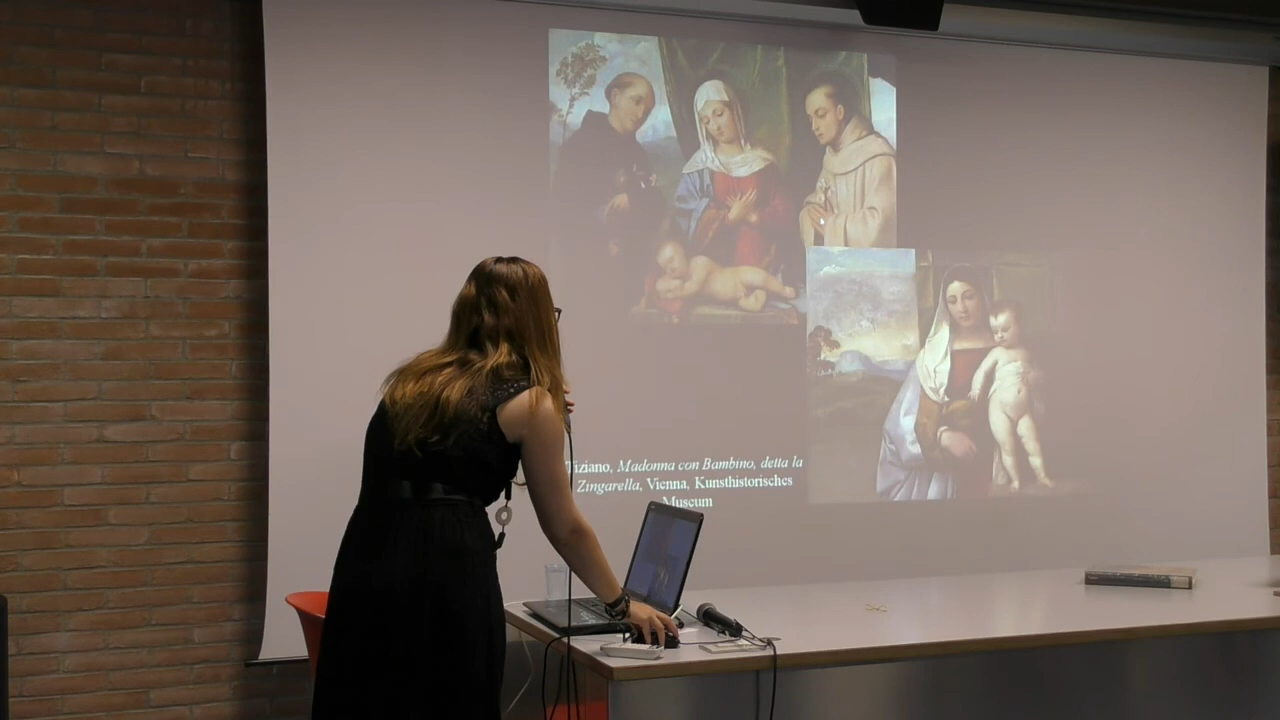 Tiziano, Madonna con Bambino, detta la
Zingarella, Vienna, Kunsthistorisches
Museum